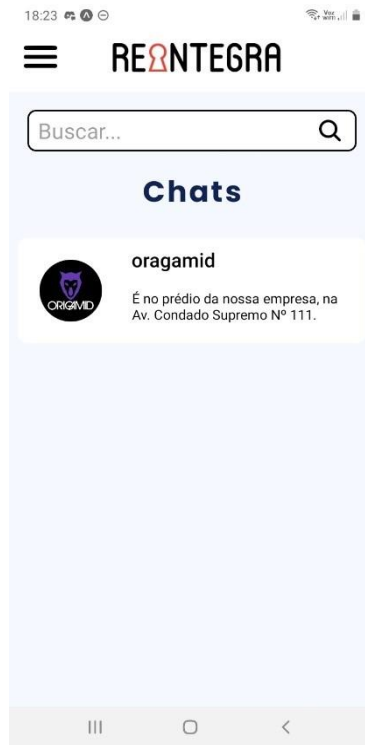 18:23
REINTEGRA
Buscar...
Chats
ORIGAMID
oragamid
É no prédio da nossa empresa, na
Av. Condado Supremo Nº 111.